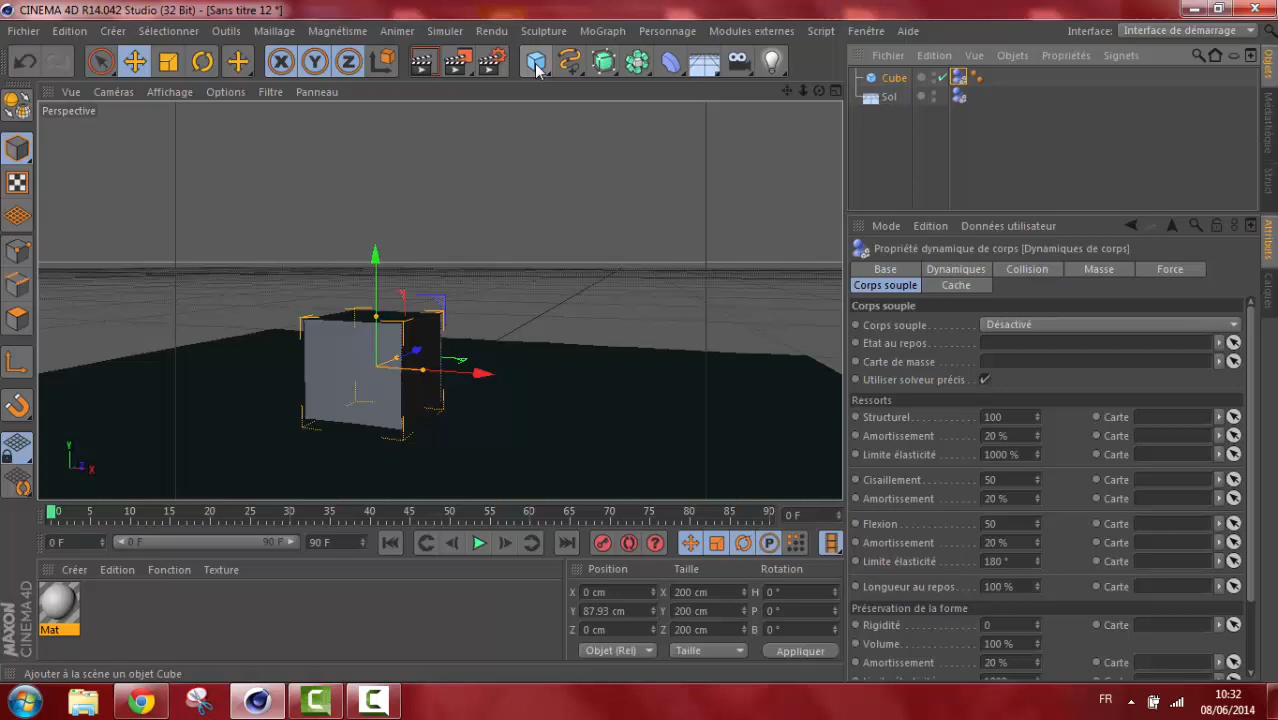 CINEMA 4D R14.042 Studio (32 Bit) - [Sans titre 12 *]
Fichier Edition Créer Sélectionner Outils Maillage Magnétisme Animer Simuler Rendu Sculpture MoGraph Personnage Modules externes Script Fenêtre Aide Interface: Interface de démarrage
X Y Z
Fichier Edition Vue Objets Propriétés Signets
Vue Caméras Affichage Options Filtre Panneau
Perspective
Cube
Sol
Objets
Médiathèque
Struct
Mode Edition Données utilisateur
Attributs
Calques
Propriété dynamique de corps [Dynamiques de corps]
Base Dynamiques Collision Masse Force
Corps souple Cache
Corps souple
Corps souple Désactivé
Etat au repos
Carte de masse
Utiliser solveur précis
Ressorts
Structurel 100 Carte
Amortissement 20 % Carte
Limite élasticité 1000 % Carte
Cisaillement 50 Carte
Amortissement 20 % Carte
Flexion 50 Carte
Amortissement 20 % Carte
Limite élasticité 180 ° Carte
Longueur au repos 100 % Carte
Préservation de la forme
Rigidité 0 Carte
Volume 100 %
Amortissement 20 % Carte
Y
Z X
0 5 10 15 20 25 30 35 40 45 50 55 60 65 70 75 80 85 90 0 F
0 F 0 F 90 F 90 F
P
Créer Edition Fonction Texture
Mat
Position Taille Rotation
X 0 cm X 200 cm H 0 °
Y 87.93 cm Y 200 cm P 0 °
Z 0 cm Z 200 cm B 0 °
Objet (Rel) Taille Appliquer
MAXON
CINEMA 4D
Ajouter à la scène un objet Cube
FR
10:32
08/06/2014